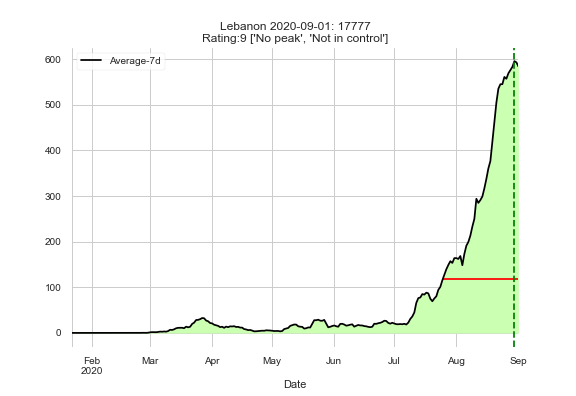 Lebanon 2020-09-01: 17777
Rating:9 ['No peak', 'Not in control']
Average-7d
600
500
400
300
200
100
0
Feb
2020
Mar
Apr
May
Jun
Jul
Aug
Sep
Date